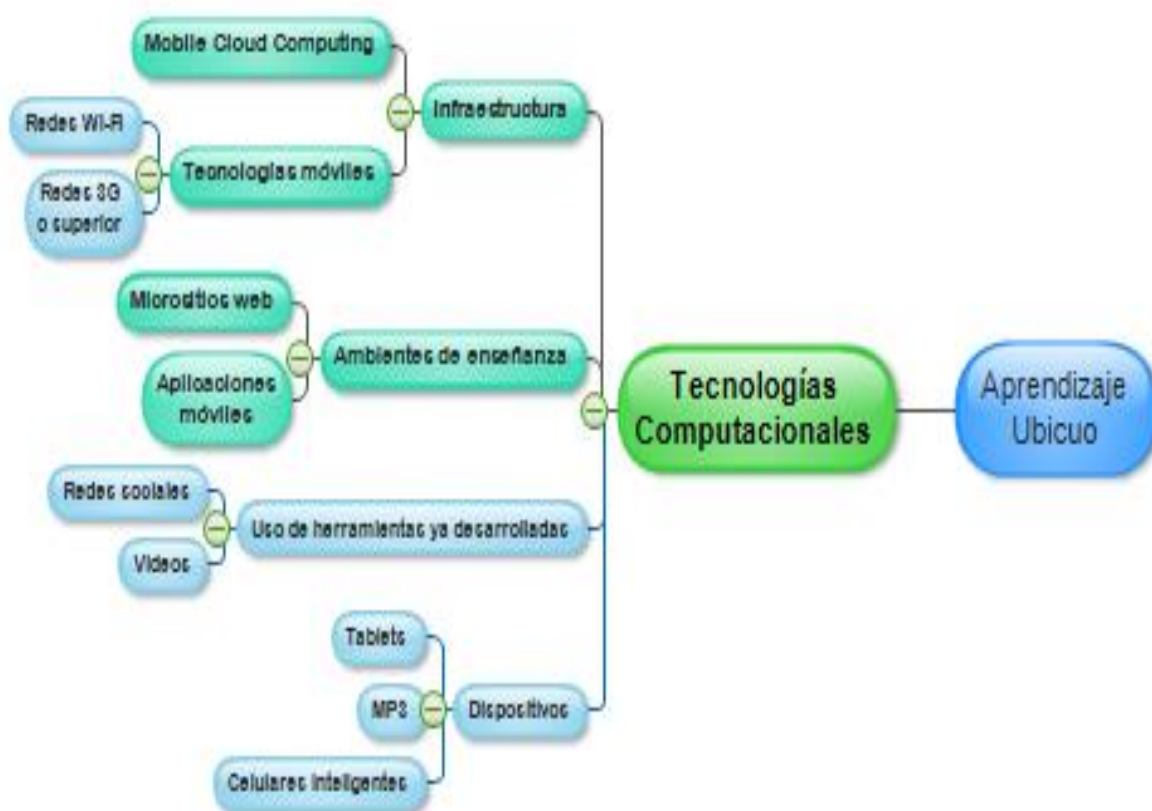 Mobile Cloud Computing
Infraestructura
Redes Wi-Fi
Tecnologías móviles
Redes 3G
o superior
Micrositios web
Ambientes de enseñanza
Aplicaciones
móviles
Tecnologías
Computacionales
Aprendizaje
Ubicuo
Redes sociales
Uso de herramientas ya desarrolladas
Videos
Tablets
MP3
Dispositivos
Celulares inteligentes